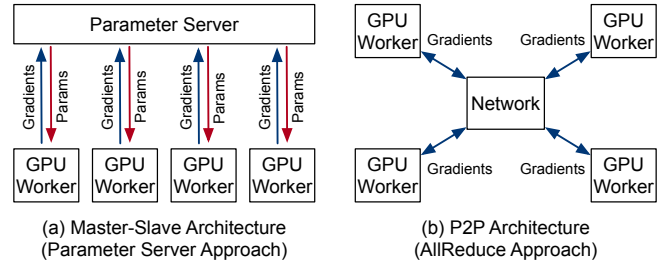 Parameter Server
Gradients
Params
Gradients
Params
Gradients
Params
Gradients
Params
GPU
Worker
GPU
Worker
GPU
Worker
GPU
Worker
(a) Master-Slave Architecture
(Parameter Server Approach)
GPU
Worker
GPU
Worker
Gradients
Gradients
Network
Gradients
Gradients
GPU
Worker
GPU
Worker
(b) P2P Architecture
(AllReduce Approach)